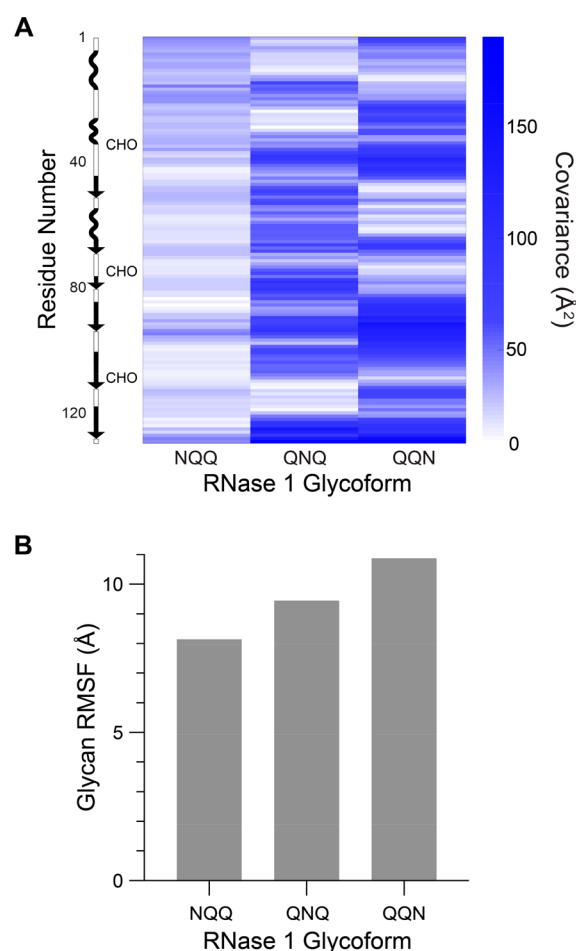 A
1
40
80
120
Residue Number
CHO
CHO
CHO
NQQ QNQ QQN
RNase 1 Glycoform
150
100
50
0
Covariance (Å²)
B
10
5
0
Glycan RMSF (Å)
NQQ QNQ QQN
RNase 1 Glycoform